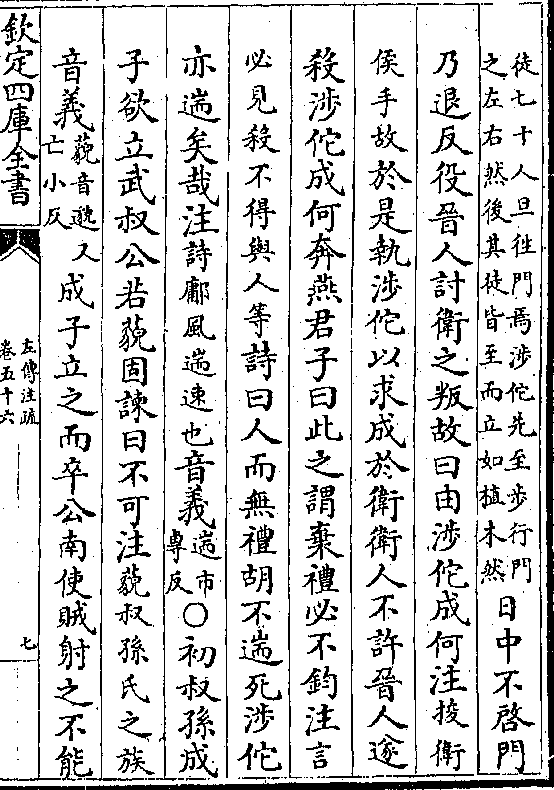 徒七十人旦徃門焉涉佗先至步行門
之左右然後其徒皆至而立如植木然
日中不啓門
乃退反役晉人討衛之叛故曰由涉佗成何注捘衛
侯手故於是執涉佗以求成於衛衛人不許晉人遂
殺涉佗成何奔燕君子曰此之謂棄禮必不鈞注言
必見殺不得與人等詩曰人而無禮胡不遄死涉佗
亦遄矣哉注詩鄘風遄速也音義
遄市
專反
○初叔孫成
子欲立武叔公若藐固諫曰不可注藐叔孫氏之族
音義
藐音邈又
亡小反
成子立之而卒公南使賊射之不能
欽定四庫全書
左傳注疏
卷五十六
七